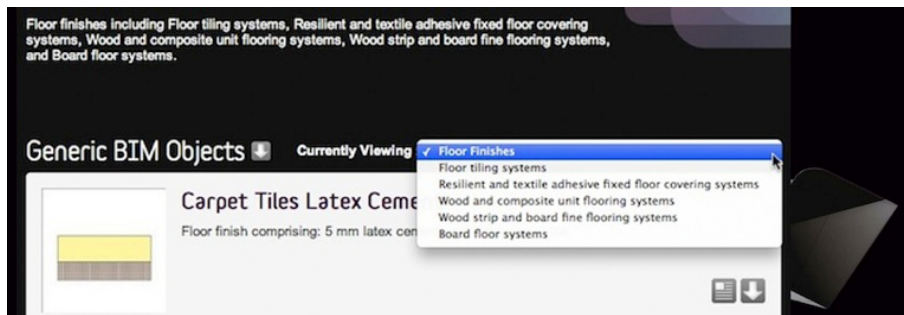 Floor finishes including Floor tiling systems, Resilient and textile adhesive fixed floor covering
systems, Wood and composite unit flooring systems, Wood strip and board fine flooring systems,
and Board floor systems.
Generic BIM Objects
Currently Viewing
✓ Floor Finishes
Floor tiling systems
Resilient and textile adhesive fixed floor covering systems
Wood and composite unit flooring systems
Wood strip and board fine flooring systems
Board floor systems
Carpet Tiles Latex Ceme
Floor finish comprising: 5 mm latex cem